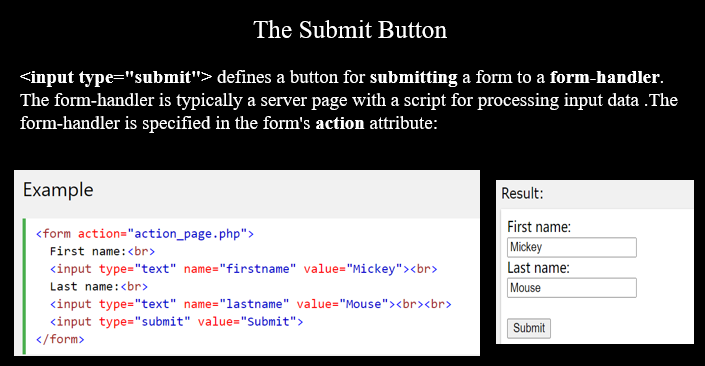 The Submit Button
<input type="submit"> defines a button for submitting a form to a form-handler.
The form-handler is typically a server page with a script for processing input data .The
form-handler is specified in the form's action attribute:
Example
<form action="action_page.php">
First name:<br>
<input type="text" name="firstname" value="Mickey"><br>
Last name:<br>
<input type="text" name="lastname" value="Mouse"><br><br>
<input type="submit" value="Submit">
</form>
Result:
First name:
Mickey
Last name:
Mouse
Submit